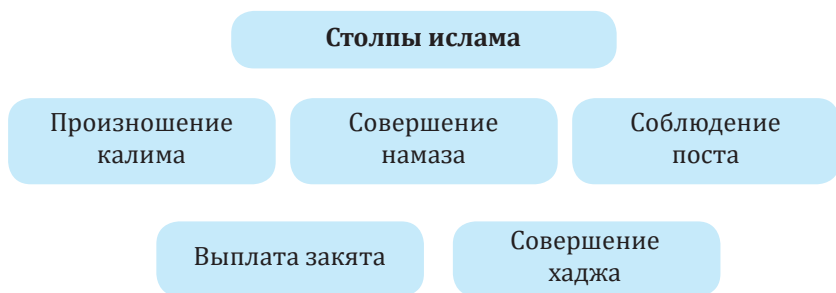 Столпы ислама
Произношение
калима
Совершение
намаза
Соблюдение
поста
Выплата закята
Совершение
хаджа